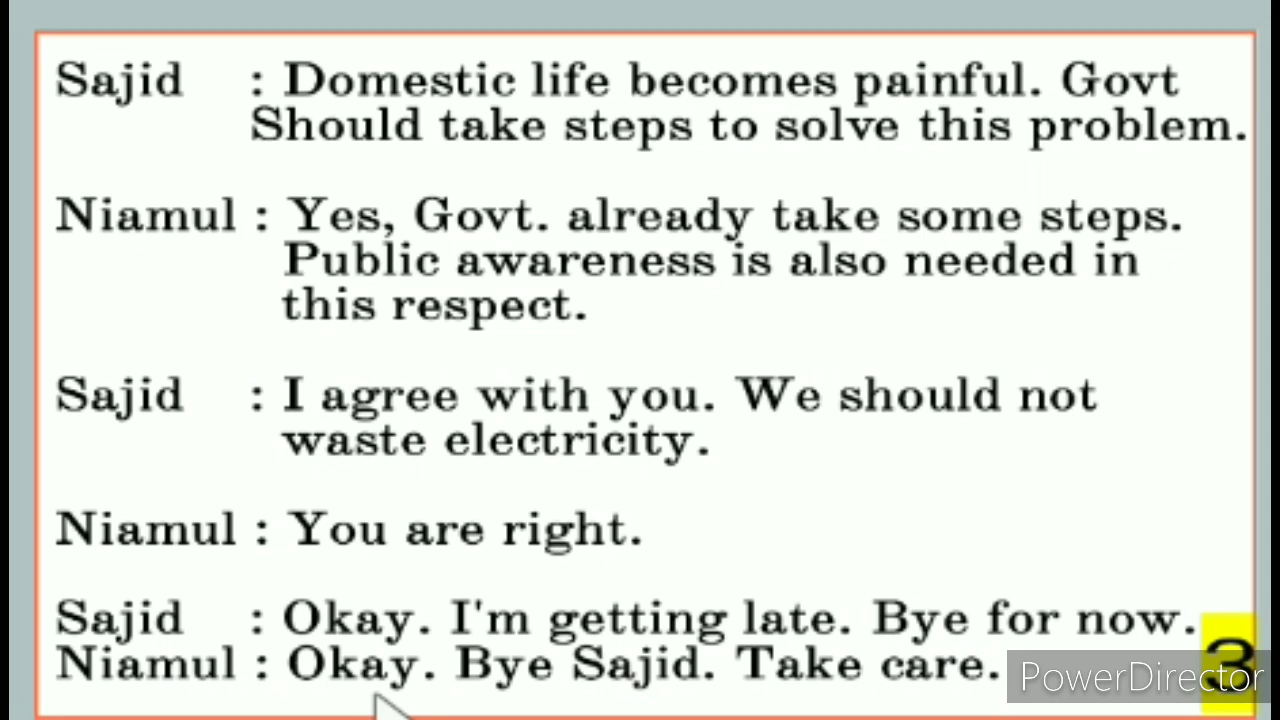 Sajid : Domestic life becomes painful. Govt
Should take steps to solve this problem.
Niamul : Yes, Govt. already take some steps.
Public awareness is also needed in
this respect.
Sajid : I agree with you. We should not
waste electricity.
Niamul : You are right.
Sajid : Okay. I'm getting late. Bye for now.
Niamul : Okay. Bye Sajid. Take care.
3
PowerDirector